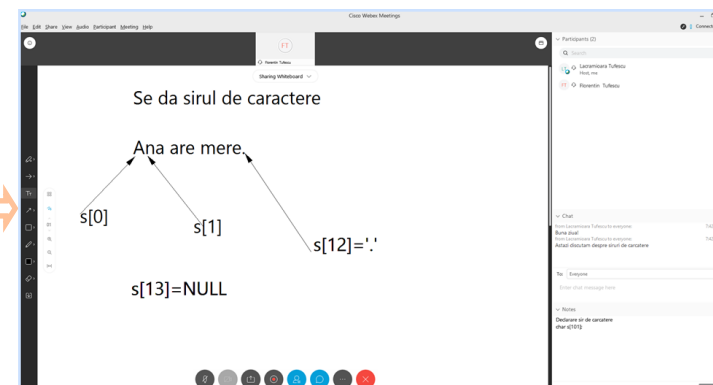 Cisco Webex Meetings
File Edit Share View Audio Participant Meeting Help
Connect
FT
Florentin Tufescu
Sharing Whiteboard
Se da sirul de caractere
Ana are mere.
s[0]
s[1]
s[12]='.'
s[13]=NULL
Participants (2)
Search
Lacramioara Tufescu
Host, me
FT Florentin Tufescu
Chat
from Lacramioara Tufescu to everyone:
Buna ziua!
from Lacramioara Tufescu to everyone:
Astazi discutam despre siruri de caractere
To: Everyone
Enter chat message here
Notes
Declarare sir de carcatere
char s[101];